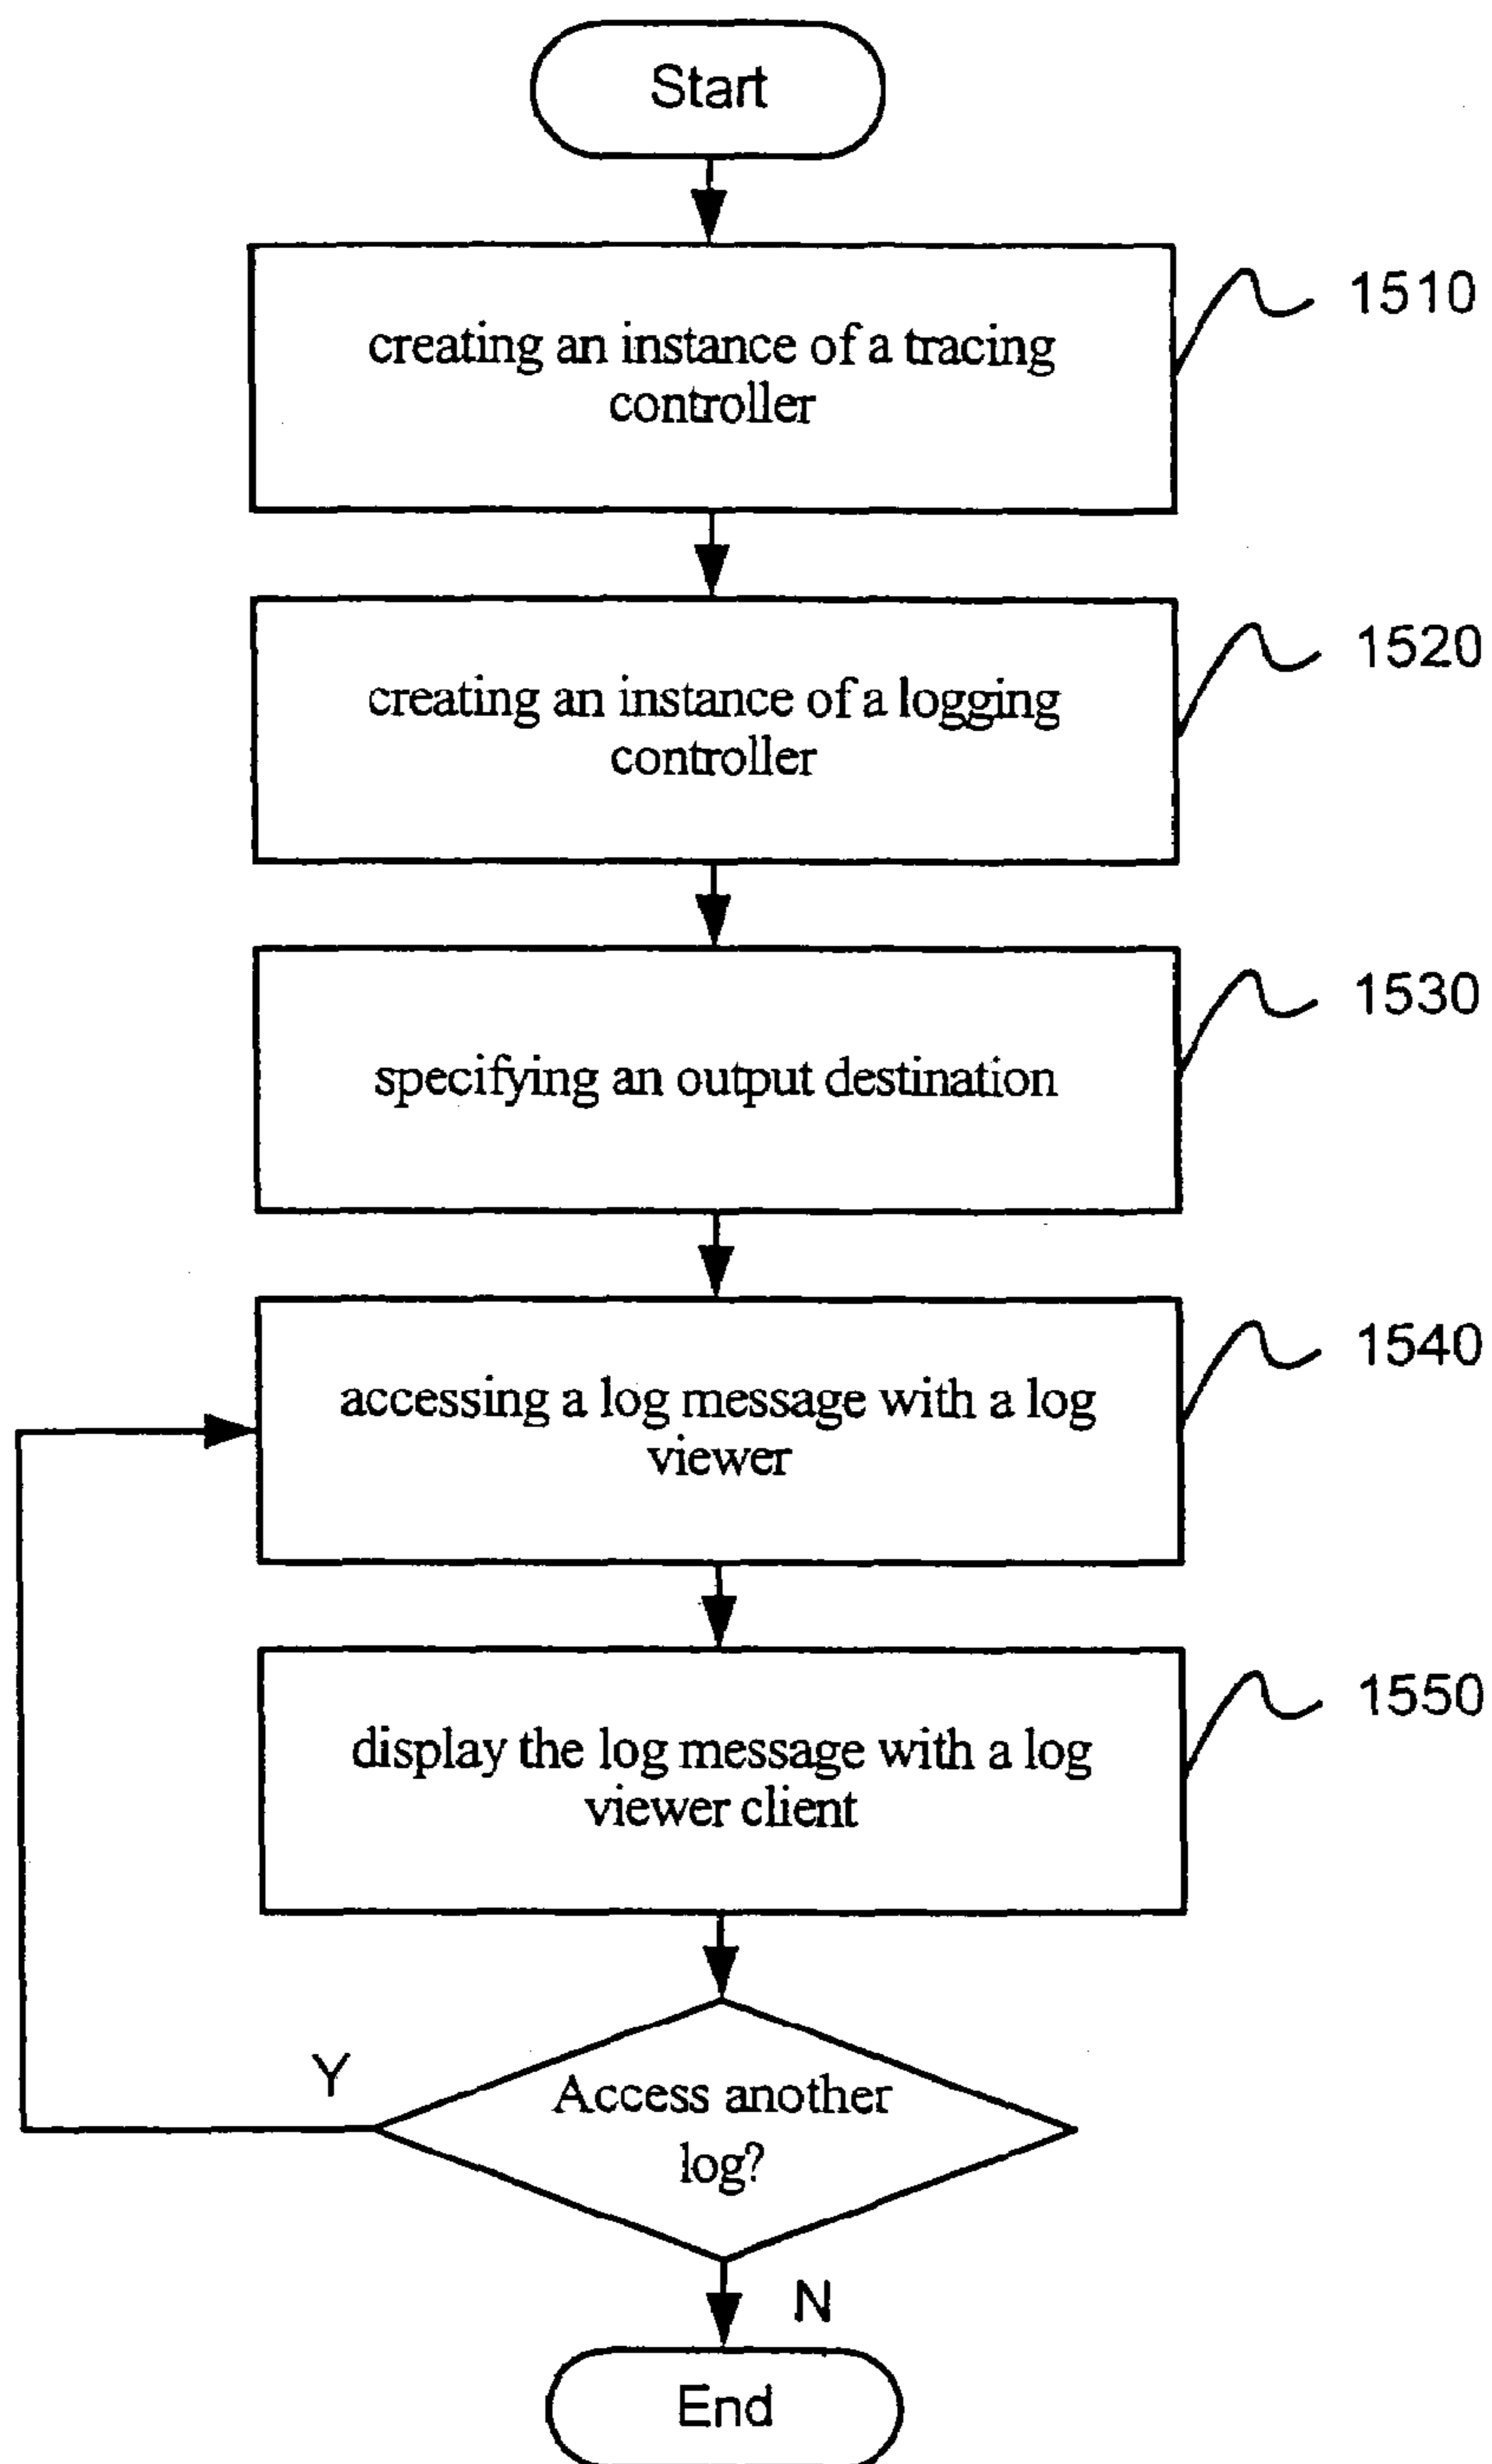 Start
creating an instance of a tracing
controller
1510
creating an instance of a logging
controller
1520
specifying an output destination
1530
accessing a log message with a log
viewer
1540
display the log message with a log
viewer client
1550
Access another
log?
Y
N
End